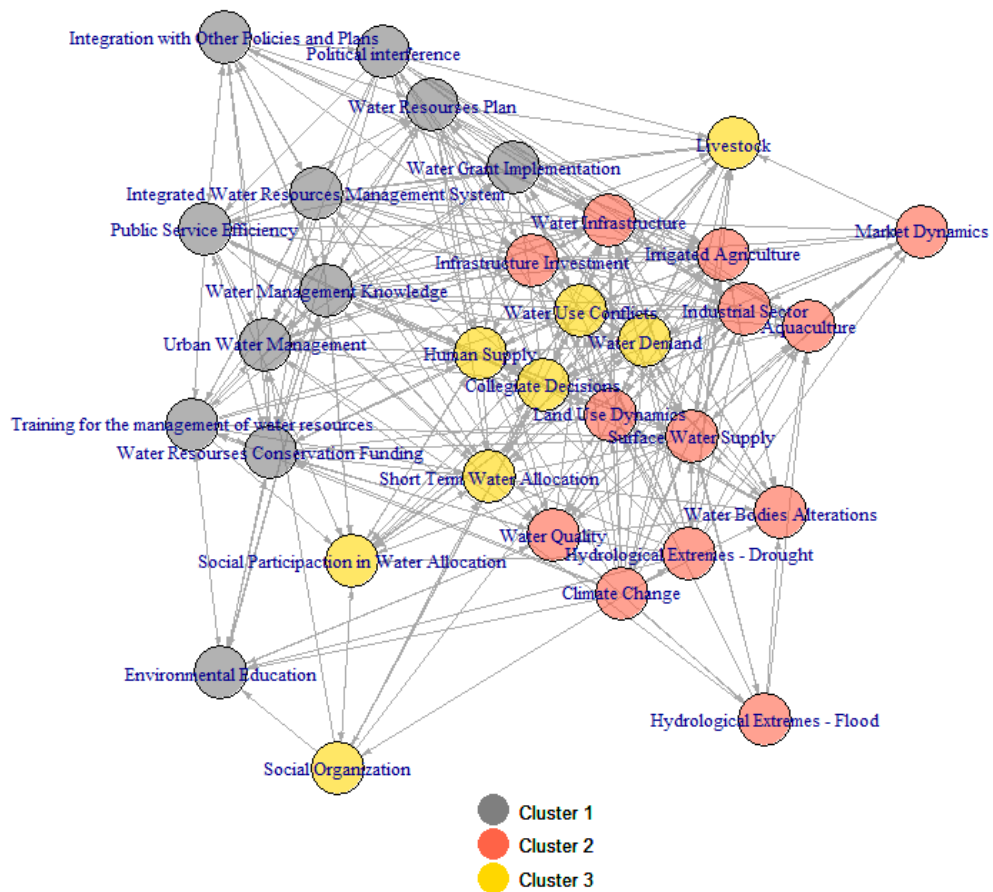 Integration with Other Policies and Plans
Political interference
Water Resourses Plan
Livestock
Water Grant Implementation
Integrated Water Resources Management System
Water Infrastructure
Public Service Efficiency
Market Dynamics
Irrigated Agriculture
Infrastructure Investment
Water Management Knowledge
Water Use Conflicts
Industrial Sector
Aquaculture
Urban Water Management
Water Demand
Human Supply
Collegiate Decisions
Land Use Dynamics
Training for the management of water resources
Surface Water Supply
Water Resourses Conservation Funding
Short Term Water Allocation
Water Bodies Alterations
Water Quality
Hydrological Extremes - Drought
Social Participaction in Water Allocation
Climate Change
Environmental Education
Hydrological Extremes - Flood
Social Organization
Cluster 1
Cluster 2
Cluster 3